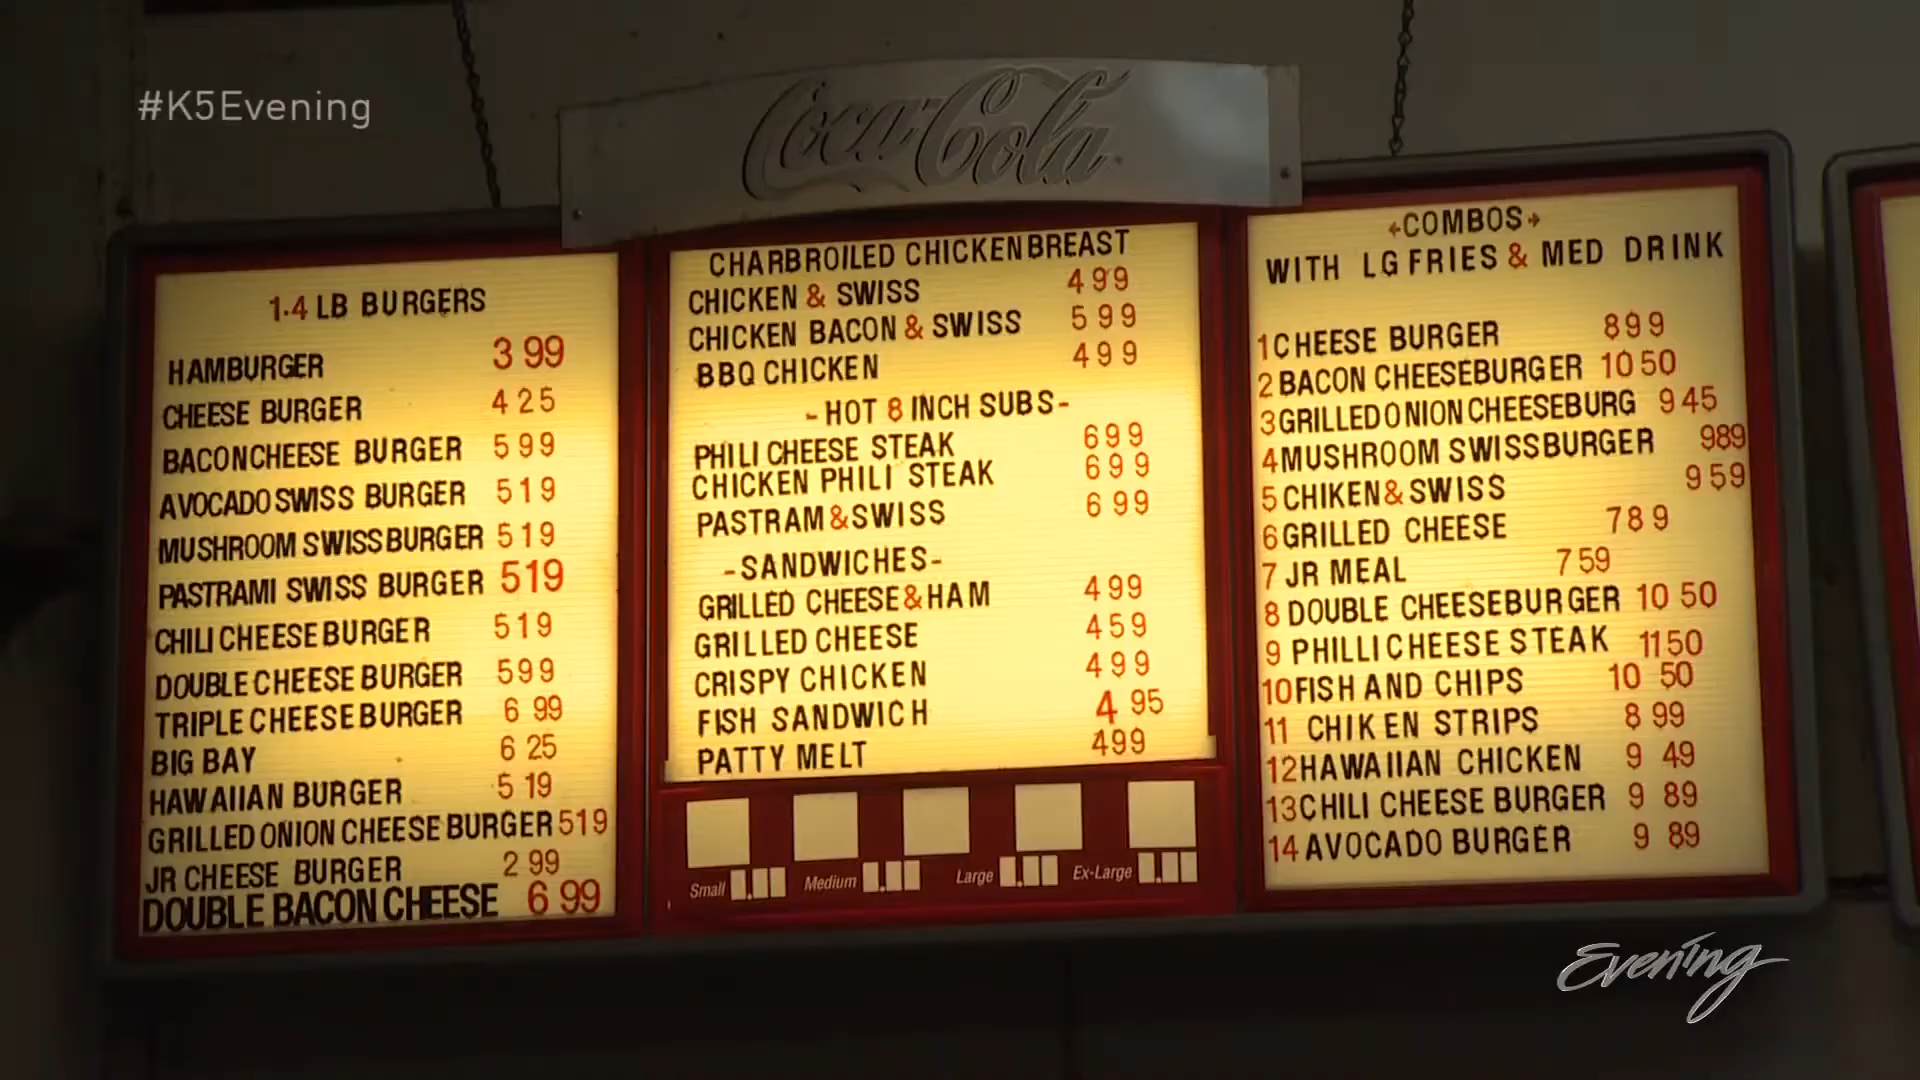 #K5Evening
Coca-Cola
1-4 LB BURGERS
HAMBURGER 3 99
CHEESE BURGER 4 25
BACONCHEESE BURGER 5 99
AVOCADO SWISS BURGER 5 19
MUSHROOM SWISS BURGER 5 19
PASTRAMI SWISS BURGER 519
CHILI CHEESE BURGER 5 19
DOUBLE CHEESE BURGER 5 99
TRIPLE CHEESE BURGER 6 99
BIG BAY 6 25
HAWAIIAN BURGER 5 19
GRILLED ONION CHEESE BURGER 519
JR CHEESE BURGER 2 99
DOUBLE BACON CHEESE 6 99
CHARBROILED CHICKEN BREAST
CHICKEN & SWISS 4 99
CHICKEN BACON & SWISS 5 99
BBQ CHICKEN 4 99
-HOT 8 INCH SUBS-
PHILI CHEESE STEAK 6 99
CHICKEN PHILI STEAK 6 99
PASTRAM&SWISS 6 99
-SANDWICHES-
GRILLED CHEESE & HAM 4 99
GRILLED CHEESE 4 59
CRISPY CHICKEN 4 99
FISH SANDWICH 4 95
PATTY MELT 499
Small Medium Large Ex-Large
COMBOS
WITH LG FRIES & MED DRINK
1 CHEESE BURGER 8 99
2 BACON CHEESEBURGER 10 50
3 GRILLED ONION CHEESEBURG 9 45
4 MUSHROOM SWISSBURGER 989
5 CHIKEN & SWISS 9 59
6 GRILLED CHEESE 7 8 9
7 JR MEAL 7 59
8 DOUBLE CHEESEBURGER 10 50
9 PHILLI CHEESE STEAK 11 50
10 FISH AND CHIPS 10 50
11 CHIKEN STRIPS 8 99
12 HAWAIIAN CHICKEN 9 49
13 CHILI CHEESE BURGER 9 89
14 AVOCADO BURGER 9 89
Evening